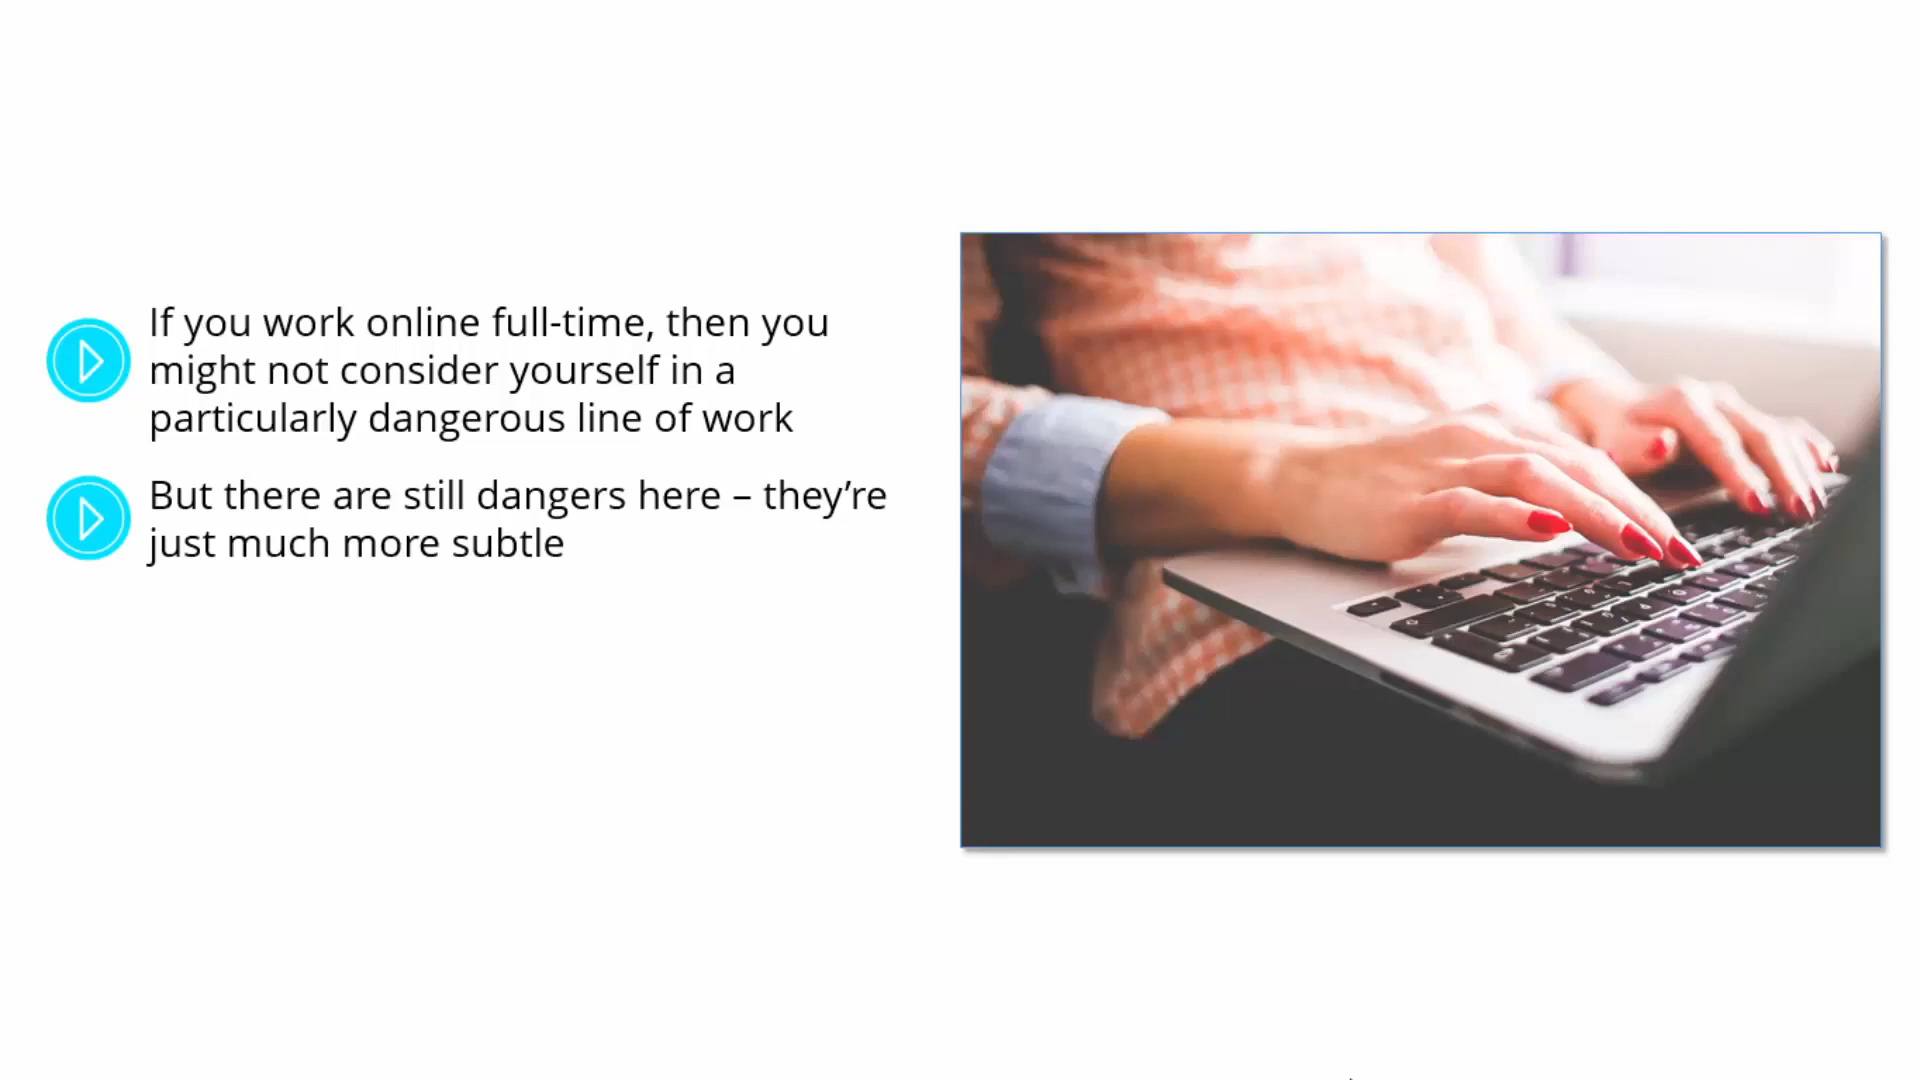 If you work online full-time, then you
might not consider yourself in a
particularly dangerous line of work
But there are still dangers here – they’re
just much more subtle